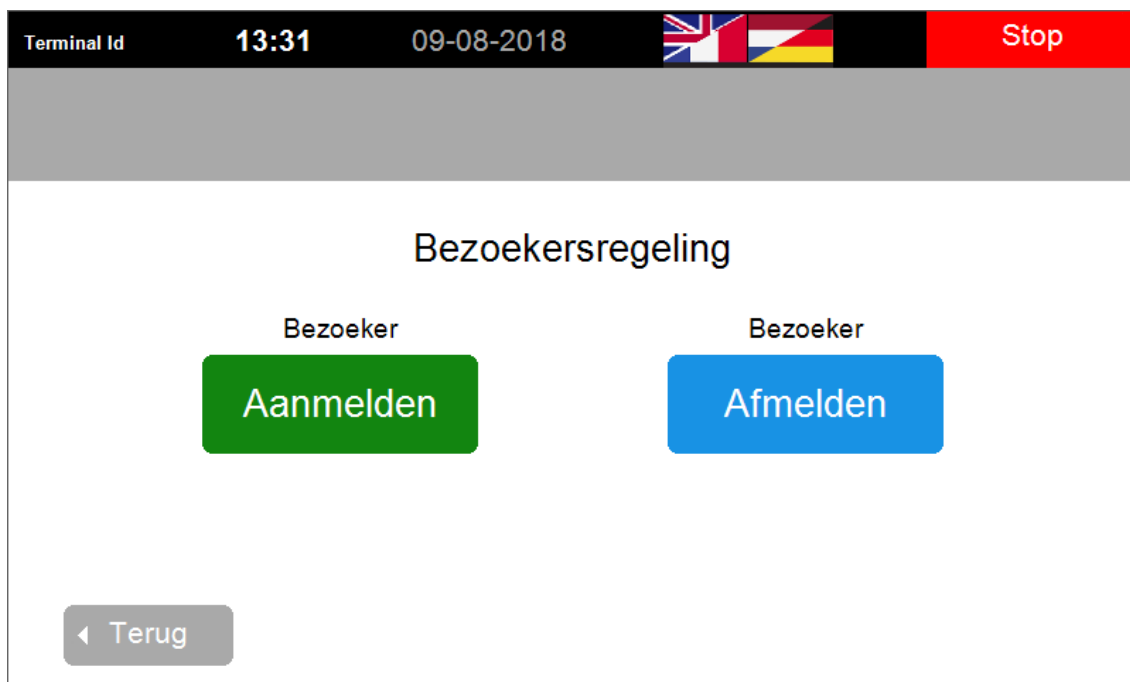 Terminal Id 13:31 09-08-2018 Stop
Bezoekersregeling
Bezoeker Bezoeker
Aanmelden Afmelden
Terug